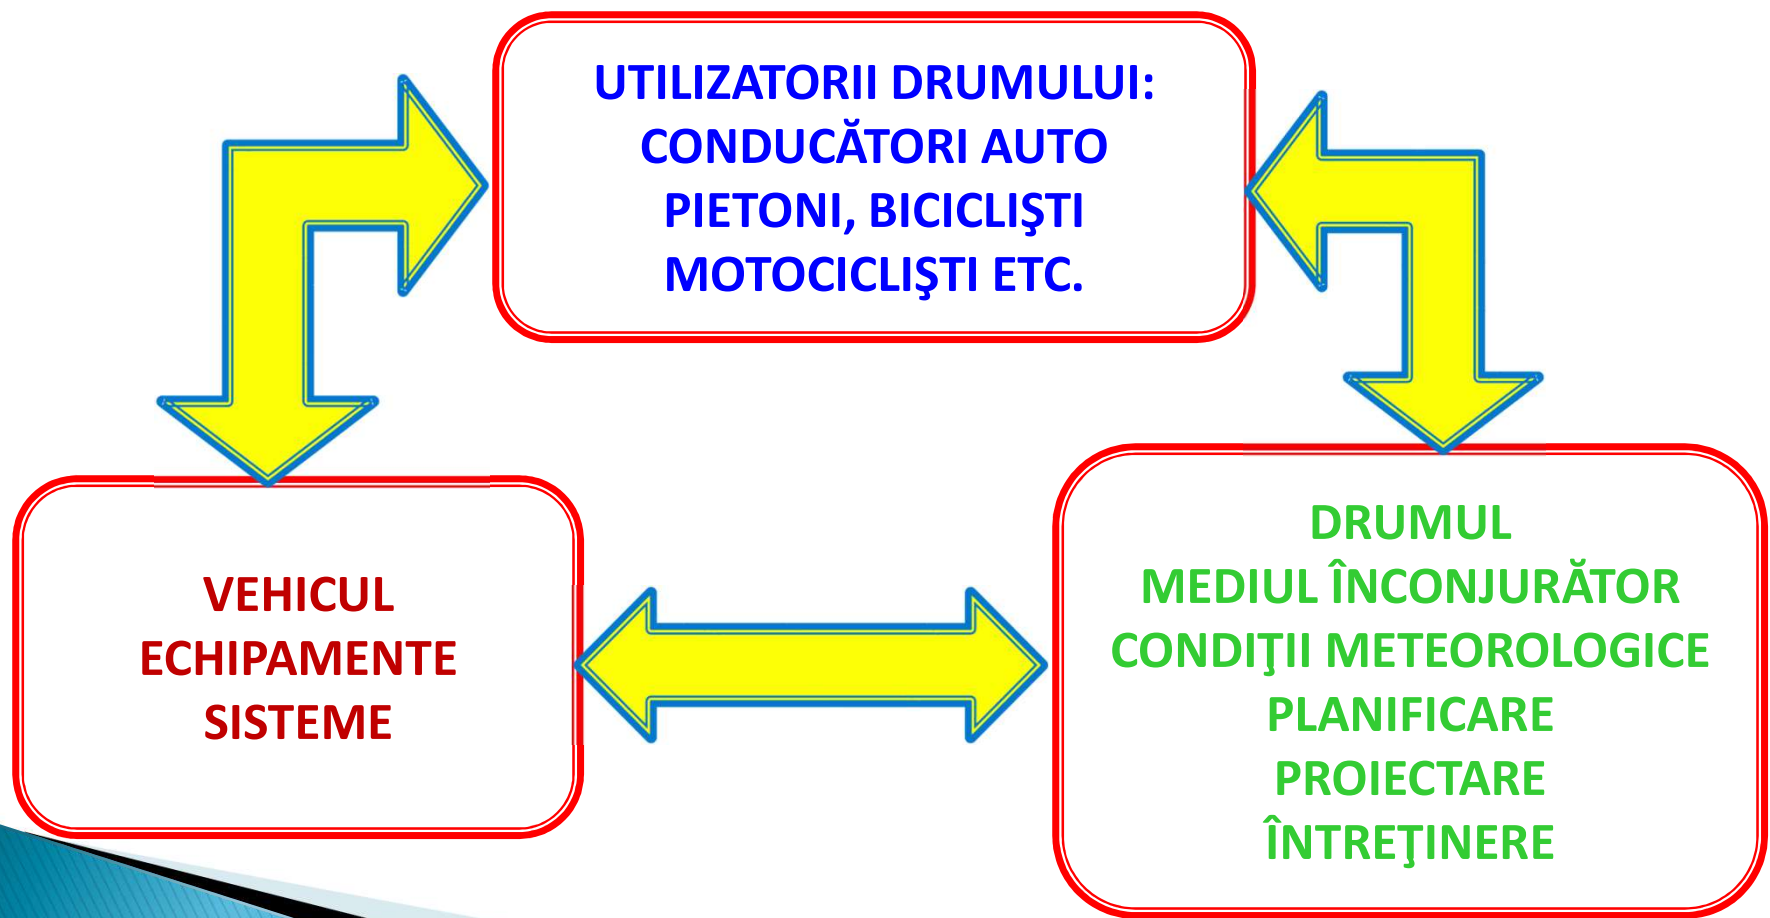 UTILIZATORII DRUMULUI:
CONDUCĂTORI AUTO
PIETONI, BICICLIŞTI
MOTOCICLIŞTI ETC.
VEHICUL
ECHIPAMENTE
SISTEME
DRUMUL
MEDIUL ÎNCONJURĂTOR
CONDIŢII METEOROLOGICE
PLANIFICARE
PROIECTARE
ÎNTREŢINERE